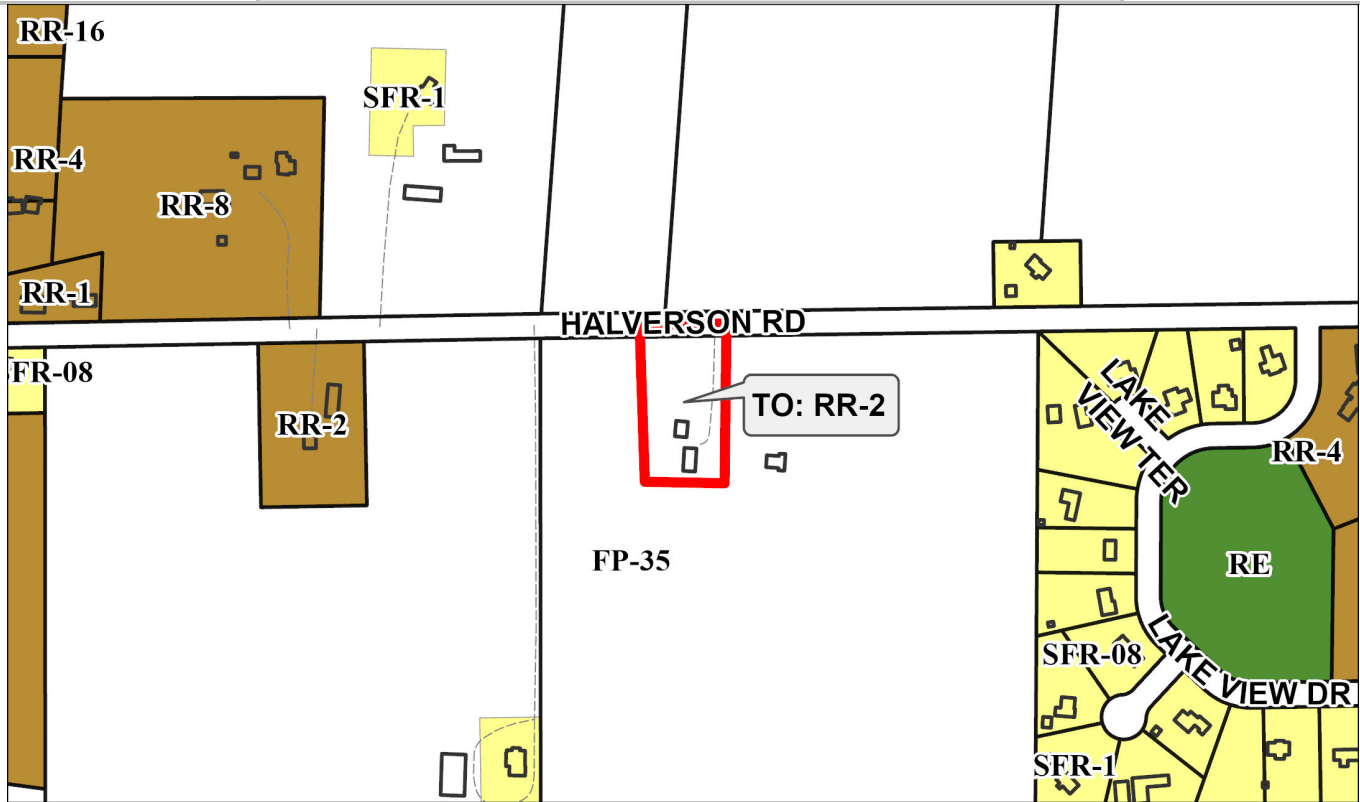 RR-16
SFR-1
RR-4
RR-8
RR-1
HALVERSON RD
FR-08
TO: RR-2
RR-2
LAKE
VIEW TER
RR-4
FP-35
RE
SFR-08
LAKE VIEW DR
SFR-1